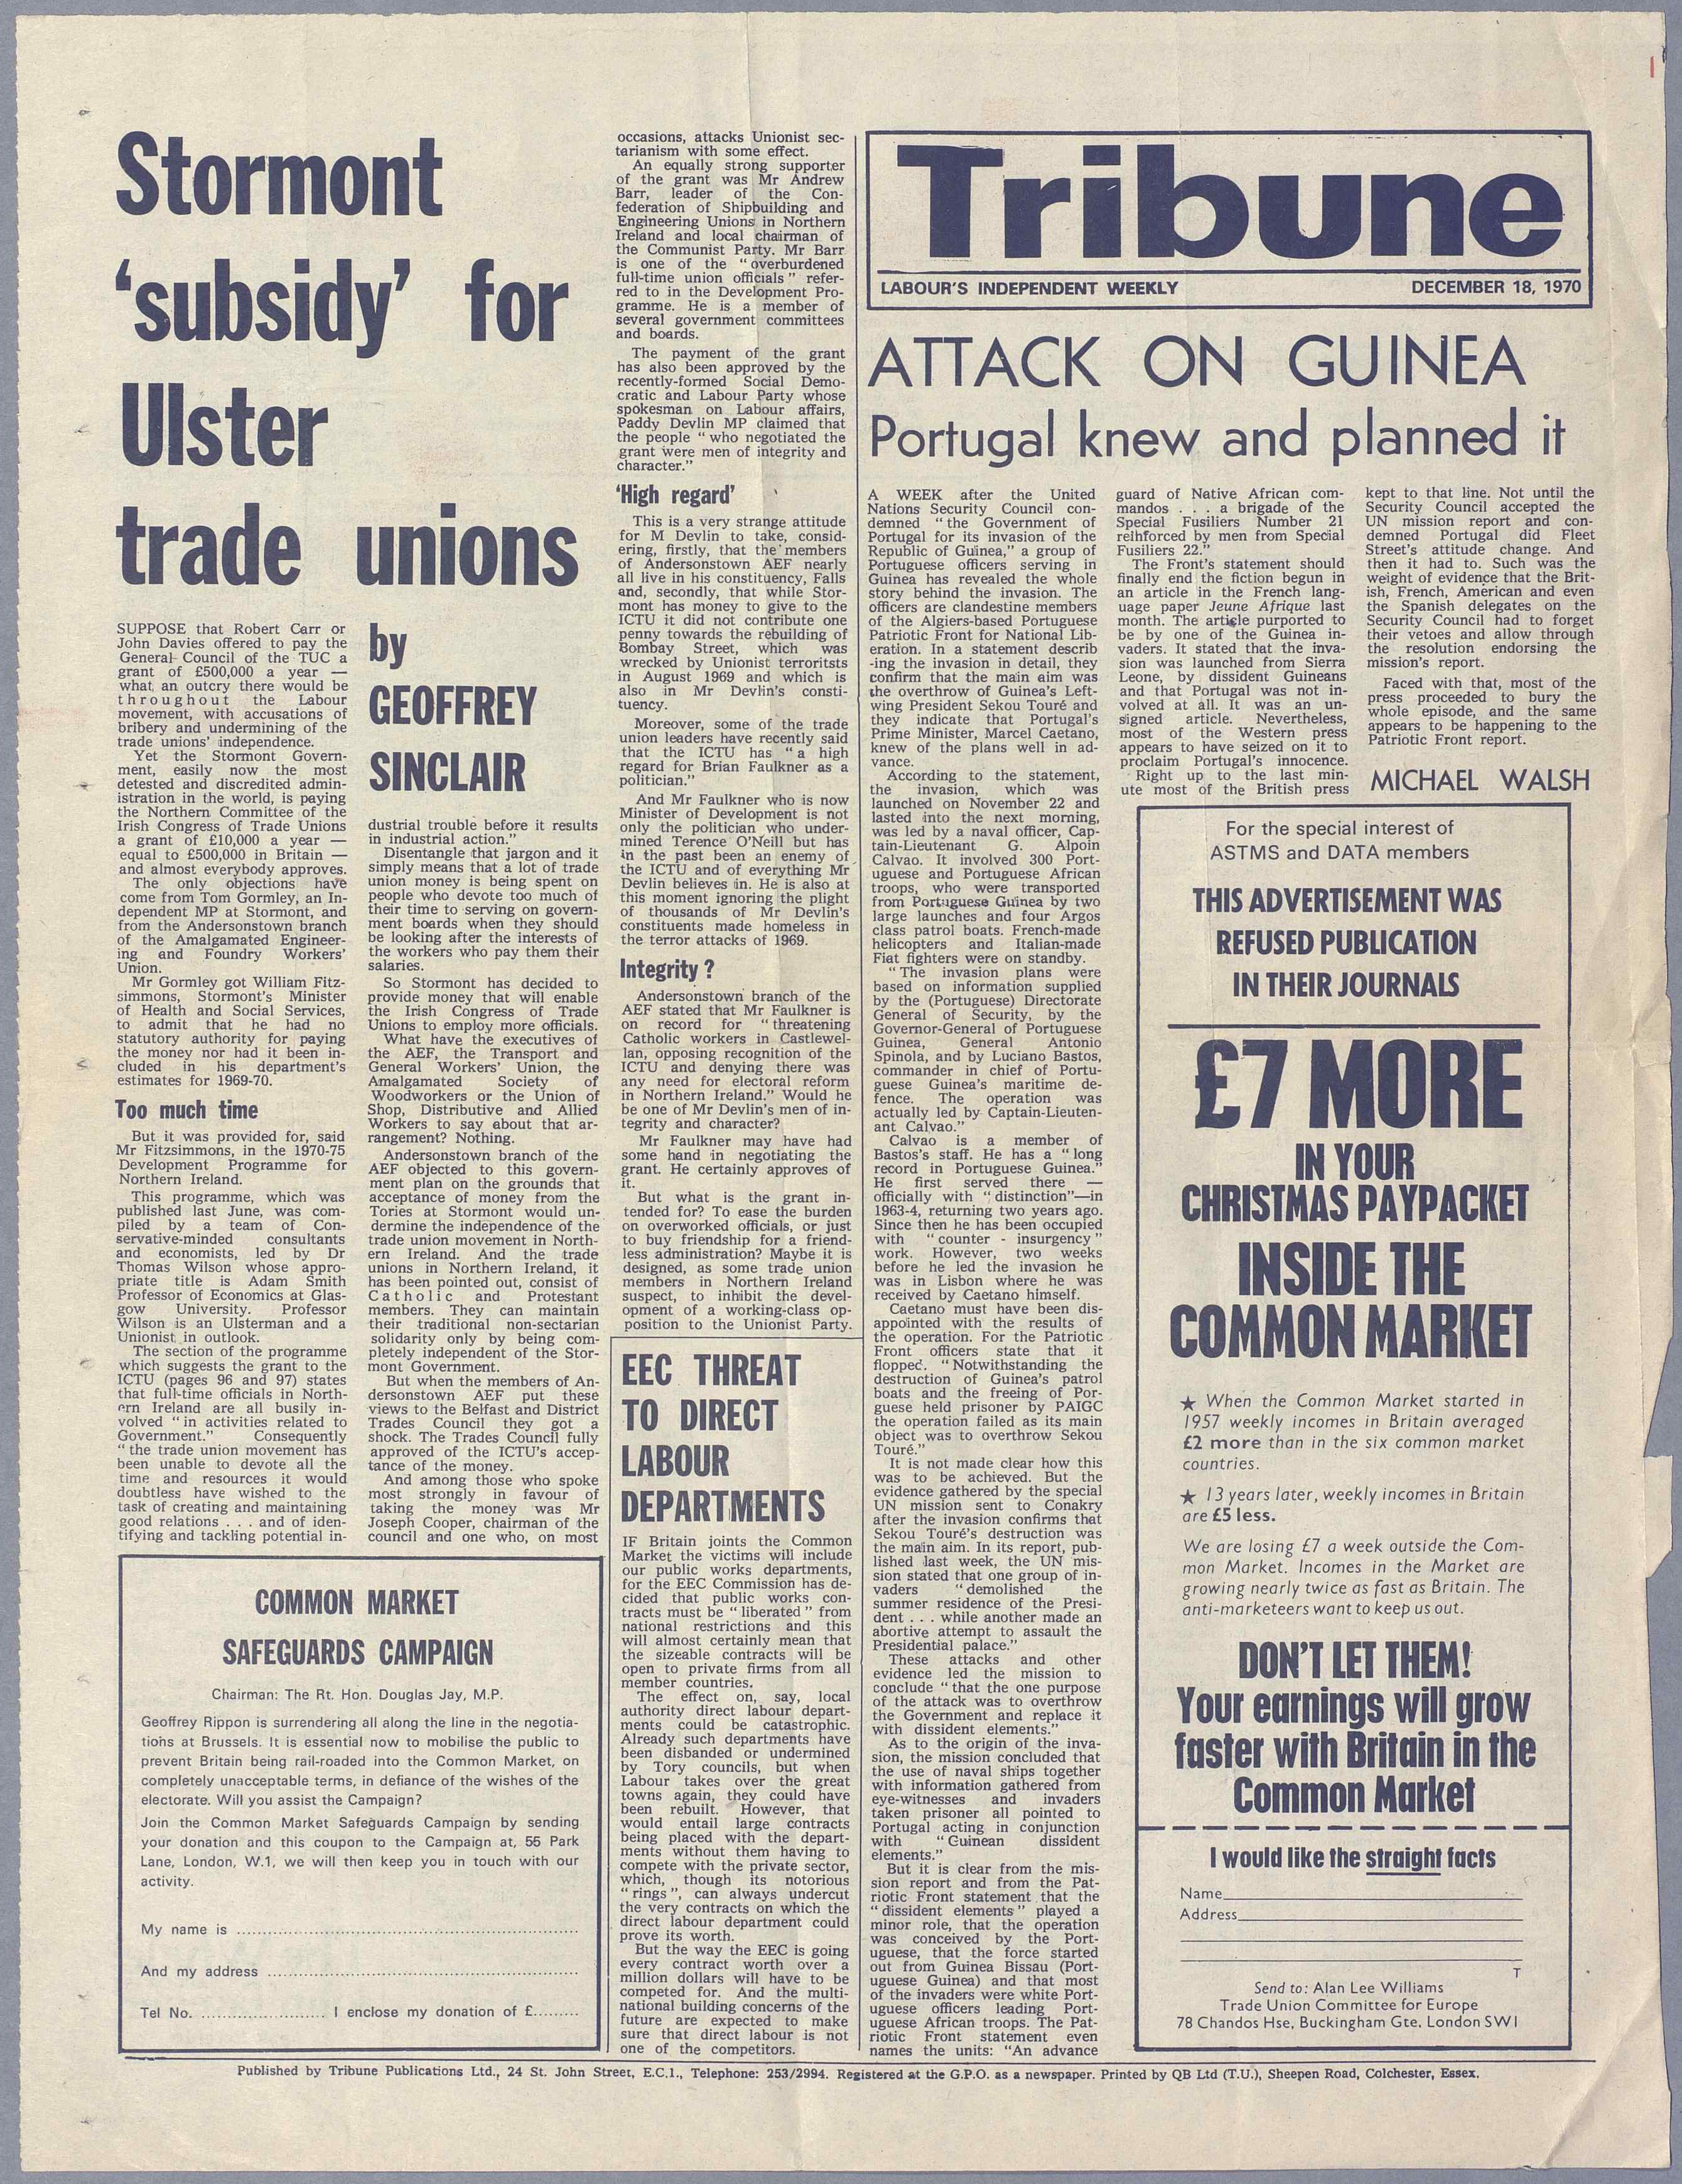 Stormont
‘subsidy’ for
Ulster
trade unions
by
GEOFFREY
SINCLAIR
SUPPOSE that Robert Carr or
John Davies offered to pay the
General Council of the TUC a
grant of £500,000 a year —
what an outcry there would be
throughout the Labour
movement, with accusations of
bribery and undermining of the
trade unions’ independence.
Yet the Stormont Govern-
ment, easily now the most
detested and discredited admin-
istration in the world, is paying
the Northern Committee of the
Irish Congress of Trade Unions
a grant of £10,000 a year —
equal to £500,000 in Britain —
and almost everybody approves.
The only objections have
come from Tom Gormley, an In-
dependent MP at Stormont, and
from the Andersonstown branch
of the Amalgamated Engineer-
ing and Foundry Workers’
Union.
Mr Gormley got William Fitz-
simmons, Stormont’s Minister
of Health and Social Services,
to admit that he had no
statutory authority for paying
the money nor had it been in-
cluded in his department’s
estimates for 1969-70.
Too much time
But it was provided for, said
Mr Fitzsimmons, in the 1970-75
Development Programme for
Northern Ireland.
This programme, which was
published last June, was com-
piled by a team of Con-
servative-minded consultants
and economists, led by Dr
Thomas Wilson whose appro-
priate title is Adam Smith
Professor of Economics at Glas-
gow University. Professor
Wilson is an Ulsterman and a
Unionist in outlook.
The section of the programme
which suggests the grant to the
ICTU (pages 96 and 97) states
that full-time officials in North-
ern Ireland are all busily in-
volved “ in activities related to
Government.” Consequently
“ the trade union movement has
been unable to devote all the
time and resources it would
doubtless have wished to the
task of creating and maintaining
good relations . . . and of iden-
tifying and tackling potential in-
dustrial trouble before it results
in industrial action.”
Disentangle that jargon and it
simply means that a lot of trade
union money is being spent on
people who devote too much of
their time to serving on govern-
ment boards when they should
be looking after the interests of
the workers who pay them their
salaries.
So Stormont has decided to
provide money that will enable
the Irish Congress of Trade
Unions to employ more officials.
What have the executives of
the AEF, the Transport and
General Workers’ Union, the
Amalgamated Society of
Woodworkers or the Union of
Shop, Distributive and Allied
Workers to say about that ar-
rangement? Nothing.
Andersonstown branch of the
AEF objected to this govern-
ment plan on the grounds that
acceptance of money from the
Tories at Stormont would un-
dermine the independence of the
trade union movement in North-
ern Ireland. And the trade
unions in Northern Ireland, it
has been pointed out, consist of
Catholic and Protestant
members. They can maintain
their traditional non-sectarian
solidarity only by being com-
pletely independent of the Stor-
mont Government.
But when the members of An-
dersonstown AEF put these
views to the Belfast and District
Trades Council they got a
shock. The Trades Council fully
approved of the ICTU’s accep-
tance of the money.
And among those who spoke
most strongly in favour of
taking the money was Mr
Joseph Cooper, chairman of the
council and one who, on most
occasions, attacks Unionist sec-
tarianism with some effect.
An equally strong supporter
of the grant was Mr Andrew
Barr, leader of the Con-
federation of Shipbuilding and
Engineering Unions in Northern
Ireland and local chairman of
the Communist Party. Mr Barr
is one of the “ overburdened
full-time union officials ” refer-
red to in the Development Pro-
gramme. He is a member of
several government committees
and boards.
The payment of the grant
has also been approved by the
recently-formed Social Demo-
cratic and Labour Party whose
spokesman on Labour affairs,
Paddy Devlin MP claimed that
the people “ who negotiated the
grant were men of integrity and
character.”
‘High regard’
This is a very strange attitude
for M Devlin to take, consid-
ering, firstly, that the members
of Andersonstown AEF nearly
all live in his constituency, Falls
and, secondly, that while Stor-
mont has money to give to the
ICTU it did not contribute one
penny towards the rebuilding of
Bombay Street, which was
wrecked by Unionist terroritsts
in August 1969 and which is
also in Mr Devlin’s consti-
tuency.
Moreover, some of the trade
union leaders have recently said
that the ICTU has “ a high
regard for Brian Faulkner as a
politician.”
And Mr Faulkner who is now
Minister of Development is not
only the politician who under-
mined Terence O’Neill but has
in the past been an enemy of
the ICTU and of everything Mr
Devlin believes in. He is also at
this moment ignoring the plight
of thousands of Mr Devlin’s
constituents made homeless in
the terror attacks of 1969.
Integrity ?
Andersonstown branch of the
AEF stated that Mr Faulkner is
on record for “ threatening
Catholic workers in Castlewel-
lan, opposing recognition of the
ICTU and denying there was
any need for electoral reform
in Northern Ireland.” Would he
be one of Mr Devlin’s men of in-
tegrity and character?
Mr Faulkner may have had
some hand in negotiating the
grant. He certainly approves of
it.
But what is the grant in-
tended for? To ease the burden
on overworked officials, or just
to buy friendship for a friend-
less administration? Maybe it is
designed, as some trade union
members in Northern Ireland
suspect, to inhibit the devel-
opment of a working-class op-
position to the Unionist Party.
COMMON MARKET
SAFEGUARDS CAMPAIGN
Chairman: The Rt. Hon. Douglas Jay, M.P.
Geoffrey Rippon is surrendering all along the line in the negotia-
tions at Brussels. It is essential now to mobilise the public to
prevent Britain being rail-roaded into the Common Market, on
completely unacceptable terms, in defiance of the wishes of the
electorate. Will you assist the Campaign?
Join the Common Market Safeguards Campaign by sending
your donation and this coupon to the Campaign at, 55 Park
Lane, London, W.1, we will then keep you in touch with our
activity.
My name is ..........
And my address ..........
Tel No. .......... I enclose my donation of £.........
EEC THREAT
TO DIRECT
LABOUR
DEPARTMENTS
IF Britain joints the Common
Market the victims will include
our public works departments,
for the EEC Commission has de-
cided that public works con-
tracts must be “ liberated ” from
national restrictions and this
will almost certainly mean that
the sizeable contracts will be
open to private firms from all
member countries.
The effect on, say, local
authority direct labour depart-
ments could be catastrophic.
Already such departments have
been disbanded or undermined
by Tory councils, but when
Labour takes over the great
towns again, they could have
been rebuilt. However, that
would entail large contracts
being placed with the depart-
ments without them having to
compete with the private sector,
which, though its notorious
“ rings ”, can always undercut
the very contracts on which the
direct labour department could
prove its worth.
But the way the EEC is going
every contract worth over a
million dollars will have to be
competed for. And the multi-
national building concerns of the
future are expected to make
sure that direct labour is not
one of the competitors.
Tribune
LABOUR’S INDEPENDENT WEEKLY DECEMBER 18, 1970
ATTACK ON GUINEA
Portugal knew and planned it
A WEEK after the United
Nations Security Council con-
demned “ the Government of
Portugal for its invasion of the
Republic of Guinea,” a group of
Portuguese officers serving in
Guinea has revealed the whole
story behind the invasion. The
officers are clandestine members
of the Algiers-based Portuguese
Patriotic Front for National Lib-
eration. In a statement describ
-ing the invasion in detail, they
confirm that the main aim was
the overthrow of Guinea’s Left-
wing President Sekou Touré and
they indicate that Portugal’s
Prime Minister, Marcel Caetano,
knew of the plans well in ad-
vance.
According to the statement,
the invasion, which was
launched on November 22 and
lasted into the next morning,
was led by a naval officer, Cap-
tain-Lieutenant G. Alpoin
Calvao. It involved 300 Port-
uguese and Portuguese African
troops, who were transported
from Portuguese Guinea by two
large launches and four Argos
class patrol boats. French-made
helicopters and Italian-made
Fiat fighters were on standby.
“ The invasion plans were
based on information supplied
by the (Portuguese) Directorate
General of Security, by the
Governor-General of Portuguese
Guinea, General Antonio
Spinola, and by Luciano Bastos,
commander in chief of Portu-
guese Guinea’s maritime de-
fence. The operation was
actually led by Captain-Lieuten-
ant Calvao.”
Calvao is a member of
Bastos’s staff. He has a “ long
record in Portuguese Guinea.”
He first served there —
officially with “ distinction”—in
1963-4, returning two years ago.
Since then he has been occupied
with “ counter - insurgency ”
work. However, two weeks
before he led the invasion he
was in Lisbon where he was
received by Caetano himself.
Caetano must have been dis-
appointed with the results of
the operation. For the Patriotic
Front officers state that it
flopped. “ Notwithstanding the
destruction of Guinea’s patrol
boats and the freeing of Por-
guese held prisoner by PAIGC
the operation failed as its main
object was to overthrow Sekou
Touré.”
It is not made clear how this
was to be achieved. But the
evidence gathered by the special
UN mission sent to Conakry
after the invasion confirms that
Sekou Touré’s destruction was
the main aim. In its report, pub-
lished last week, the UN mis-
sion stated that one group of in-
vaders “ demolished the
summer residence of the Presi-
dent . . . while another made an
abortive attempt to assault the
Presidential palace.”
These attacks and other
evidence led the mission to
conclude “ that the one purpose
of the attack was to overthrow
the Government and replace it
with dissident elements.”
As to the origin of the inva-
sion, the mission concluded that
the use of naval ships together
with information gathered from
eye-witnesses and invaders
taken prisoner all pointed to
Portugal acting in conjunction
with “ Guinean dissident
elements.”
But it is clear from the mis-
sion report and from the Pat-
riotic Front statement that the
“ dissident elements ” played a
minor role, that the operation
was conceived by the Port-
uguese, that the force started
out from Guinea Bissau (Port-
uguese Guinea) and that most
of the invaders were white Port-
uguese officers leading Port-
uguese African troops. The Pat-
riotic Front statement even
names the units: “An advance
guard of Native African com-
mandos . . . a brigade of the
Special Fusiliers Number 21
reihforced by men from Special
Fusiliers 22.”
The Front’s statement should
finally end the fiction begun in
an article in the French lang-
uage paper Jeune Afrique last
month. The article purported to
be by one of the Guinea in-
vaders. It stated that the inva-
sion was launched from Sierra
Leone, by dissident Guineans
and that Portugal was not in-
volved at all. It was an un-
signed article. Nevertheless,
most of the Western press
appears to have seized on it to
proclaim Portugal’s innocence.
Right up to the last min-
ute most of the British press
kept to that line. Not until the
Security Council accepted the
UN mission report and con-
demned Portugal did Fleet
Street’s attitude change. And
then it had to. Such was the
weight of evidence that the Brit-
ish, French, American and even
the Spanish delegates on the
Security Council had to forget
their vetoes and allow through
the resolution endorsing the
mission’s report.
Faced with that, most of the
press proceeded to bury the
whole episode, and the same
appears to be happening to the
Patriotic Front report.
MICHAEL WALSH
For the special interest of
ASTMS and DATA members
THIS ADVERTISEMENT WAS
REFUSED PUBLICATION
IN THEIR JOURNALS
£7 MORE
IN YOUR
CHRISTMAS PAYPACKET
INSIDE THE
COMMON MARKET
★ When the Common Market started in
1957 weekly incomes in Britain averaged
£2 more than in the six common market
countries.
★ 13 years later, weekly incomes in Britain
are £5 less.
We are losing £7 a week outside the Com-
mon Market. Incomes in the Market are
growing nearly twice as fast as Britain. The
anti-marketeers want to keep us out.
DON’T LET THEM!
Your earnings will grow
faster with Britain in the
Common Market
I would like the straight facts
Name
Address
T
Send to: Alan Lee Williams
Trade Union Committee for Europe
78 Chandos Hse, Buckingham Gte, London SW1
Published by Tribune Publications Ltd., 24 St. John Street, E.C.1., Telephone: 253/2994. Registered at the G.P.O. as a newspaper. Printed by QB Ltd (T.U.), Sheepen Road, Colchester, Essex.